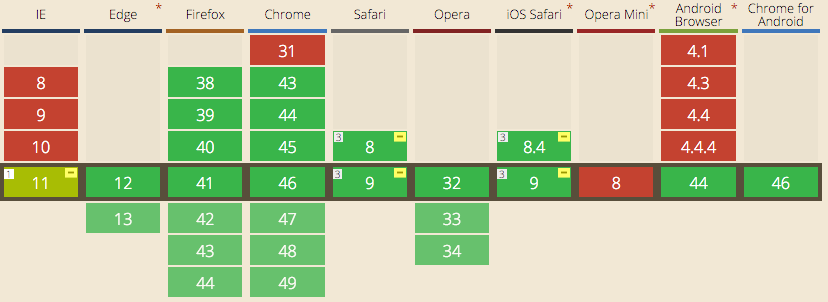 IE Edge * Firefox Chrome Safari Opera iOS Safari * Opera Mini * Android Browser * Chrome for Android
31 4.1
8 38 43 4.3
9 39 44 4.4
10 40 45 3 8 - 3 8.4 - 4.4.4
1 11 - 12 41 46 3 9 - 32 3 9 - 8 44 46
13 42 47 33
43 48 34
44 49